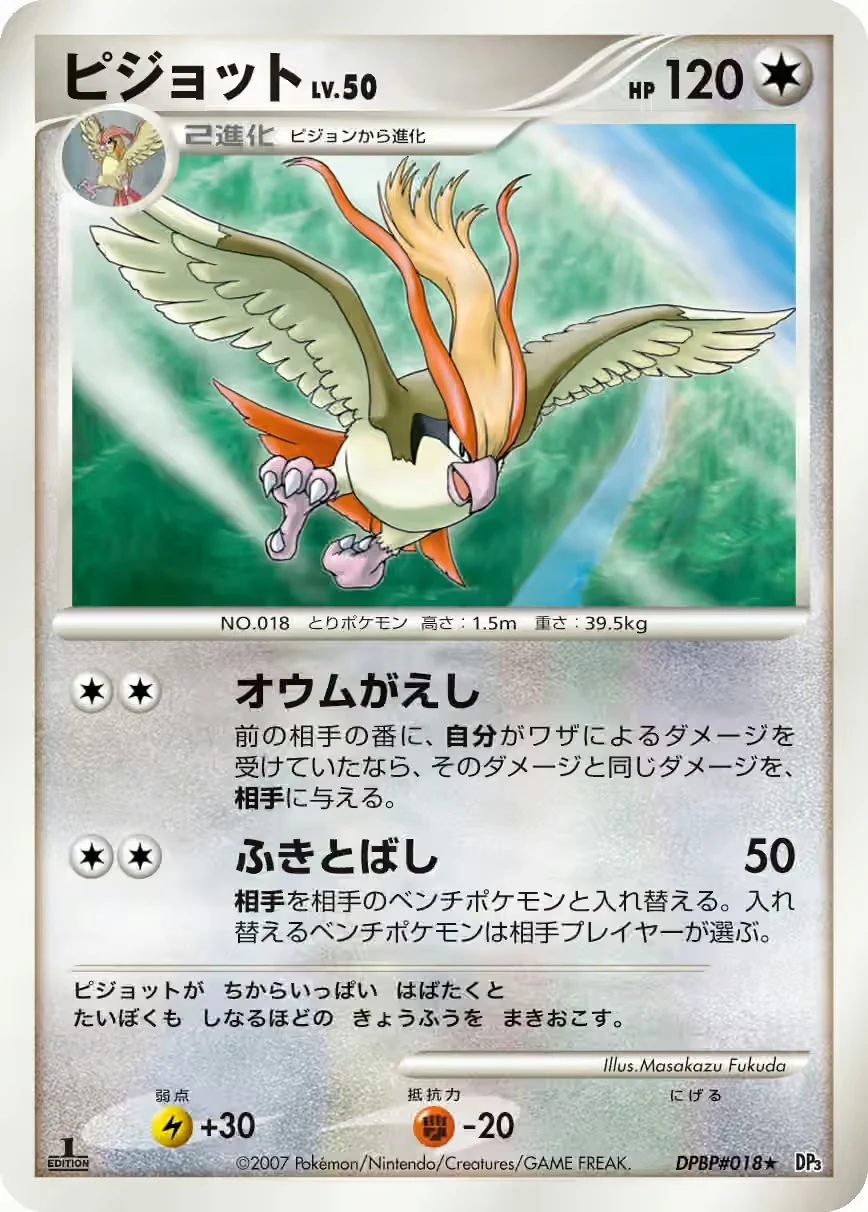 ピジョット LV.50 HP 120
2進化 ピジョンから進化
NO.018 とりポケモン 高さ:1.5m 重さ:39.5kg
オウムがえし
前の相手の番に、自分がワザによるダメージを
受けていたなら、そのダメージと同じダメージを、
相手に与える。
ふきとばし 50
相手を相手のベンチポケモンと入れ替える。入れ
替えるベンチポケモンは相手プレイヤーが選ぶ。
ピジョットが ちからいっぱい はばたくと
たいぼくも しなるほどの きょうふうを まきおこす。
Illus.Masakazu Fukuda
弱点 抵抗力 にげる
+30 -20
1 EDITION ©2007 Pokémon/Nintendo/Creatures/GAME FREAK. DPBP#018★ DP3